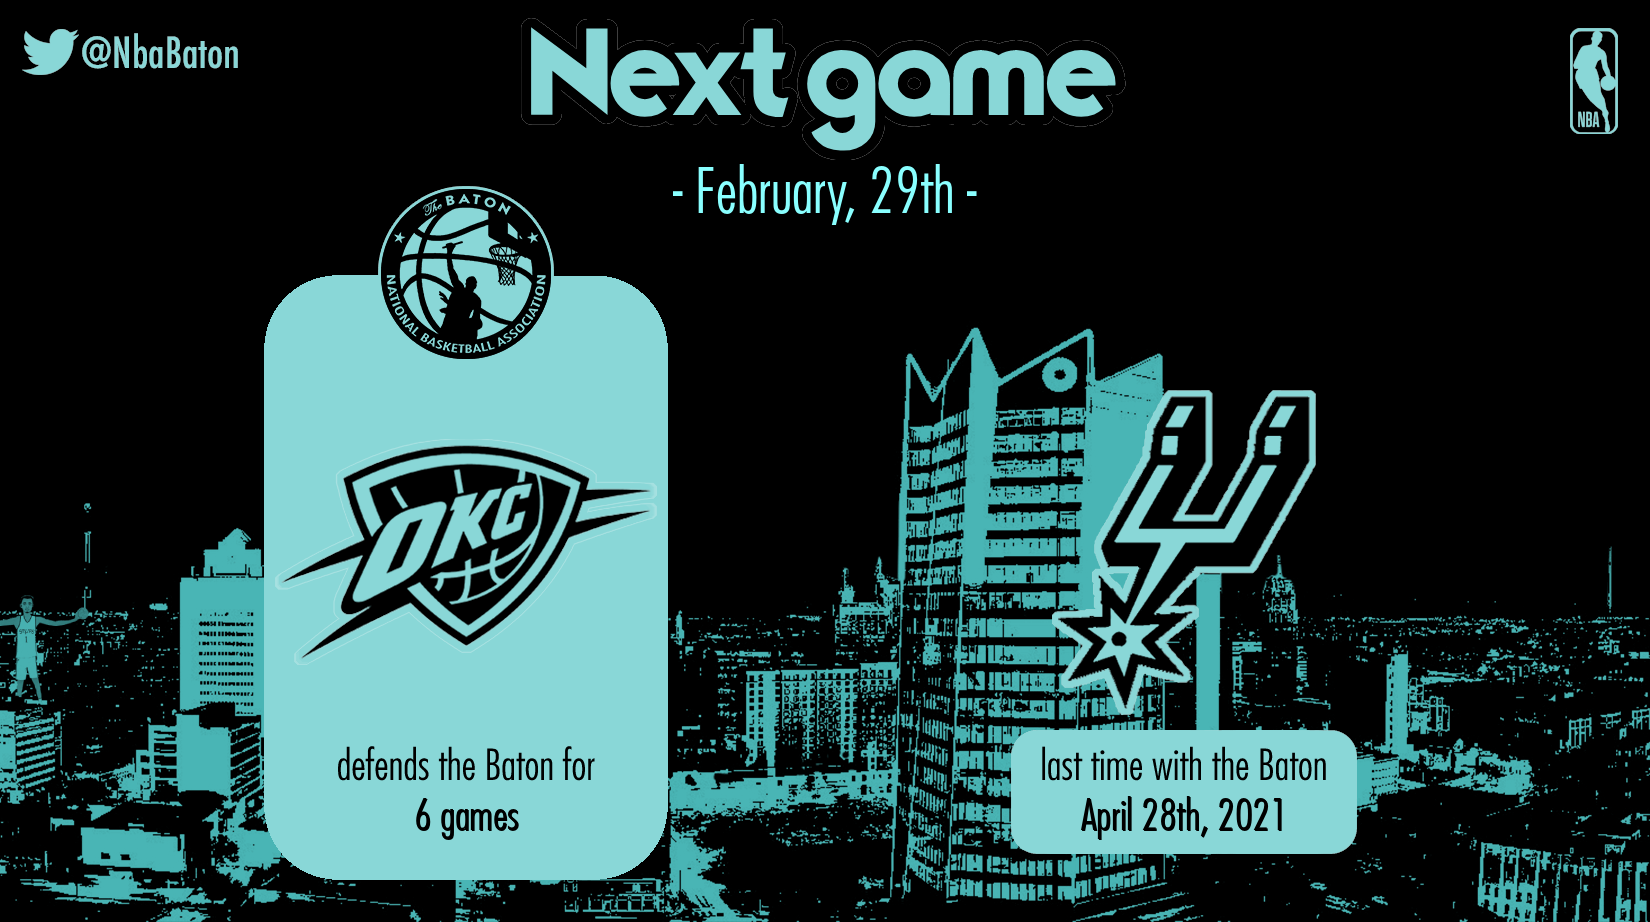 @NbaBaton
Next game
NBA
- February, 29th -
The BATON
NATIONAL BASKETBALL ASSOCIATION
OKC
defends the Baton for
6 games
last time with the Baton
April 28th, 2021